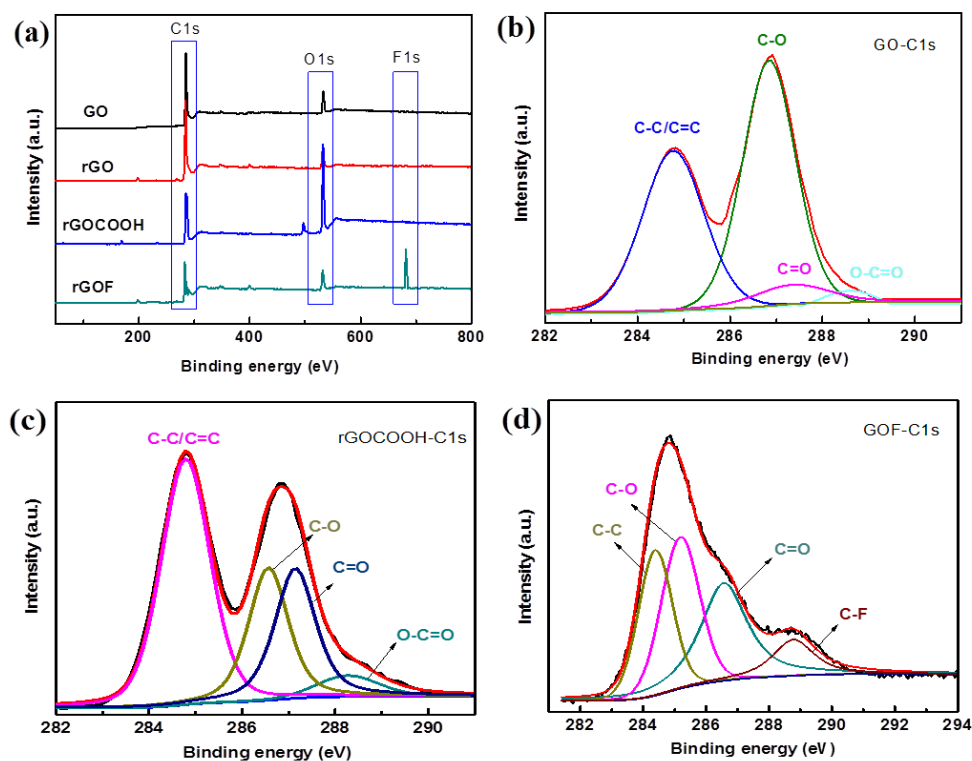 (a)
C1s
O1s
F1s
GO
rGO
rGOCOOH
rGOF
Intensity (a.u.)
200 400 600 800
Binding energy (eV)
(b)
GO-C1s
C-O
C-C/C=C
C=O
O-C=O
Intensity (a.u.)
282 284 286 288 290
Binding energy (eV)
(c)
rGOCOOH-C1s
C-C/C=C
C-O
C=O
O-C=O
Intensity (a.u.)
282 284 286 288 290
Binding energy (eV)
(d)
GOF-C1s
C-O
C-C
C=O
C-F
Intensity (a.u.)
282 284 286 288 290 292 294
Binding energy (eV)